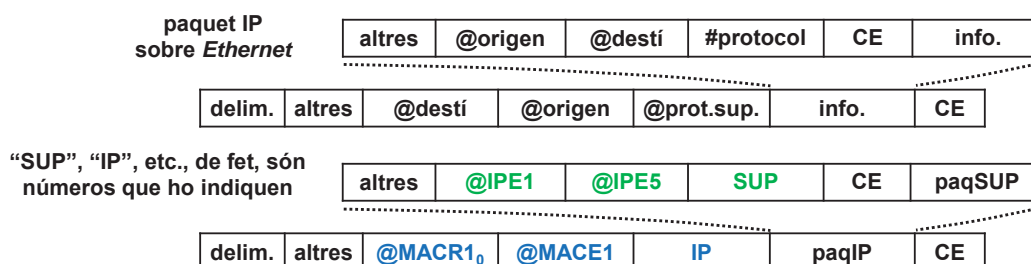 paquet IP
sobre Ethernet
altres @origen @destí #protocol CE info.
delim. altres @destí @origen @prot.sup. info. CE
“SUP”, “IP”, etc., de fet, són
números que ho indiquen
altres @IPE1 @IPE5 SUP CE paqSUP
delim. altres @MACR1₀ @MACE1 IP paqIP CE